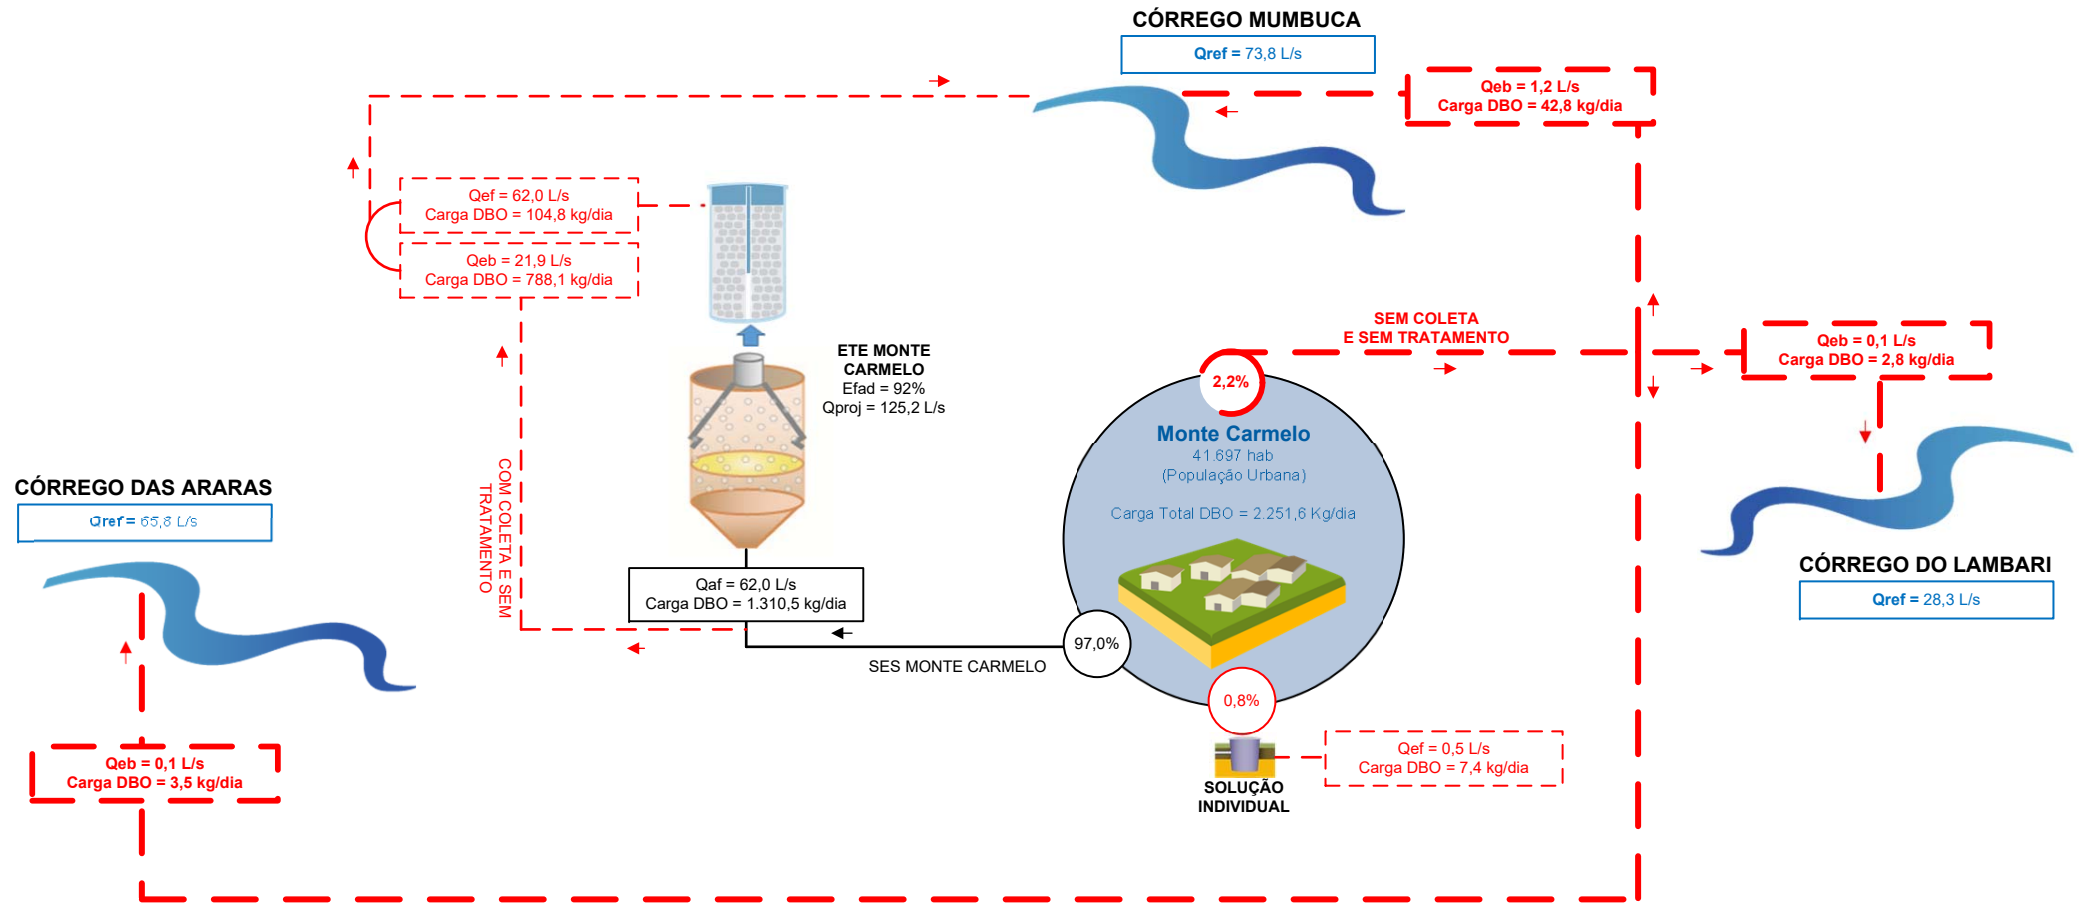 CÓRREGO MUMBUCA
Qref = 73,8 L/s
Qeb = 1,2 L/s
Carga DBO = 42,8 kg/dia
Qef = 62,0 L/s
Carga DBO = 104,8 kg/dia
Qeb = 21,9 L/s
Carga DBO = 788,1 kg/dia
SEM COLETA
E SEM TRATAMENTO
Qeb = 0,1 L/s
Carga DBO = 2,8 kg/dia
ETE MONTE
CARMELO
Efad = 92%
Qproj = 125,2 L/s
2,2%
Monte Carmelo
41.697 hab
(População Urbana)
Carga Total DBO = 2.251,6 Kg/dia
COM COLETA E SEM
TRATAMENTO
CÓRREGO DAS ARARAS
Qref = 65,8 L/s
CÓRREGO DO LAMBARI
Qref = 28,3 L/s
Qaf = 62,0 L/s
Carga DBO = 1.310,5 kg/dia
97,0%
SES MONTE CARMELO
0,8%
Qef = 0,5 L/s
Carga DBO = 7,4 kg/dia
SOLUÇÃO
INDIVIDUAL
Qeb = 0,1 L/s
Carga DBO = 3,5 kg/dia